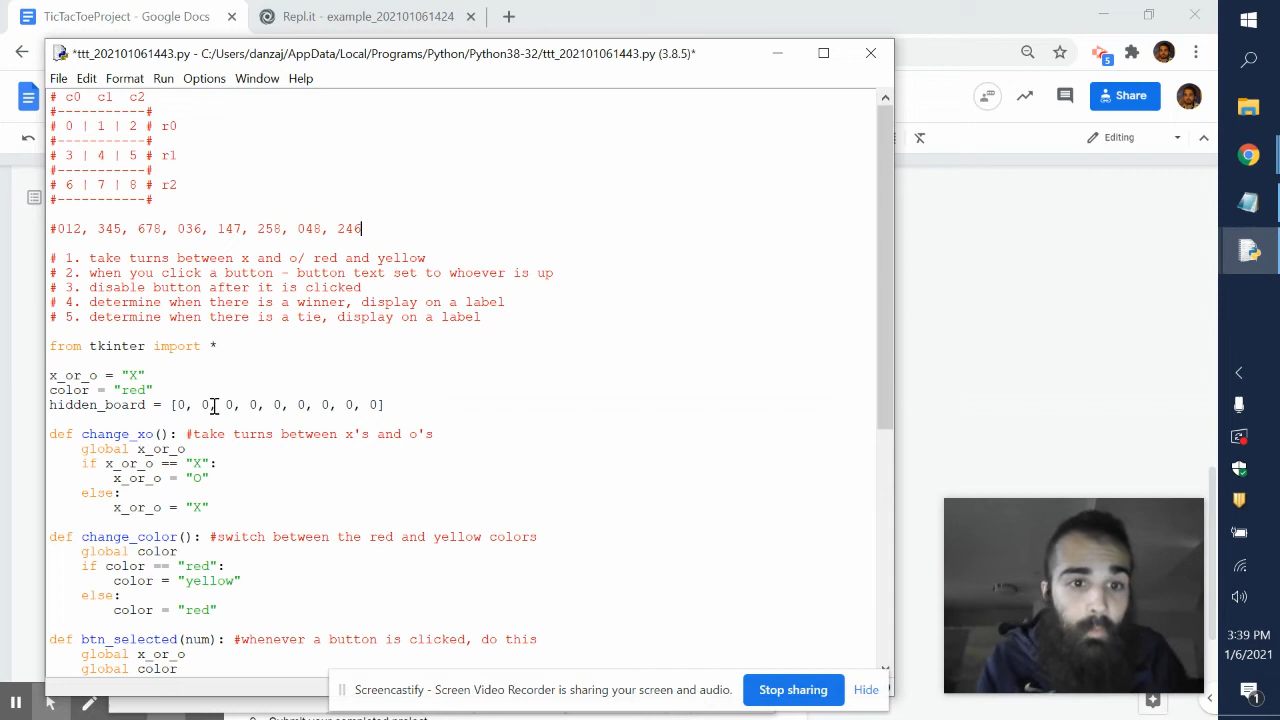 TicTacToeProject - Google Docs
Repl.it - example_202101061424
*ttt_202101061443.py - C:/Users/danzaj/AppData/Local/Programs/Python/Python38-32/ttt_202101061443.py (3.8.5)*
File Edit Format Run Options Window Help
5
Share
Editing
# c0 c1 c2
#-----------#
# 0 | 1 | 2 # r0
#-----------#
# 3 | 4 | 5 # r1
#-----------#
# 6 | 7 | 8 # r2
#-----------#
#012, 345, 678, 036, 147, 258, 048, 246
# 1. take turns between x and o/ red and yellow
# 2. when you click a button - button text set to whoever is up
# 3. disable button after it is clicked
# 4. determine when there is a winner, display on a label
# 5. determine when there is a tie, display on a label
from tkinter import *
x_or_o = "X"
color = "red"
hidden_board = [0, 0, 0, 0, 0, 0, 0, 0, 0]
def change_xo(): #take turns between x's and o's
global x_or_o
if x_or_o == "X":
x_or_o = "O"
else:
x_or_o = "X"
def change_color(): #switch between the red and yellow colors
global color
if color == "red":
color = "yellow"
else:
color = "red"
def btn_selected(num): #whenever a button is clicked, do this
global x_or_o
global color
Screencastify - Screen Video Recorder is sharing your screen and audio.
Stop sharing
Hide
3:39 PM
1/6/2021
1